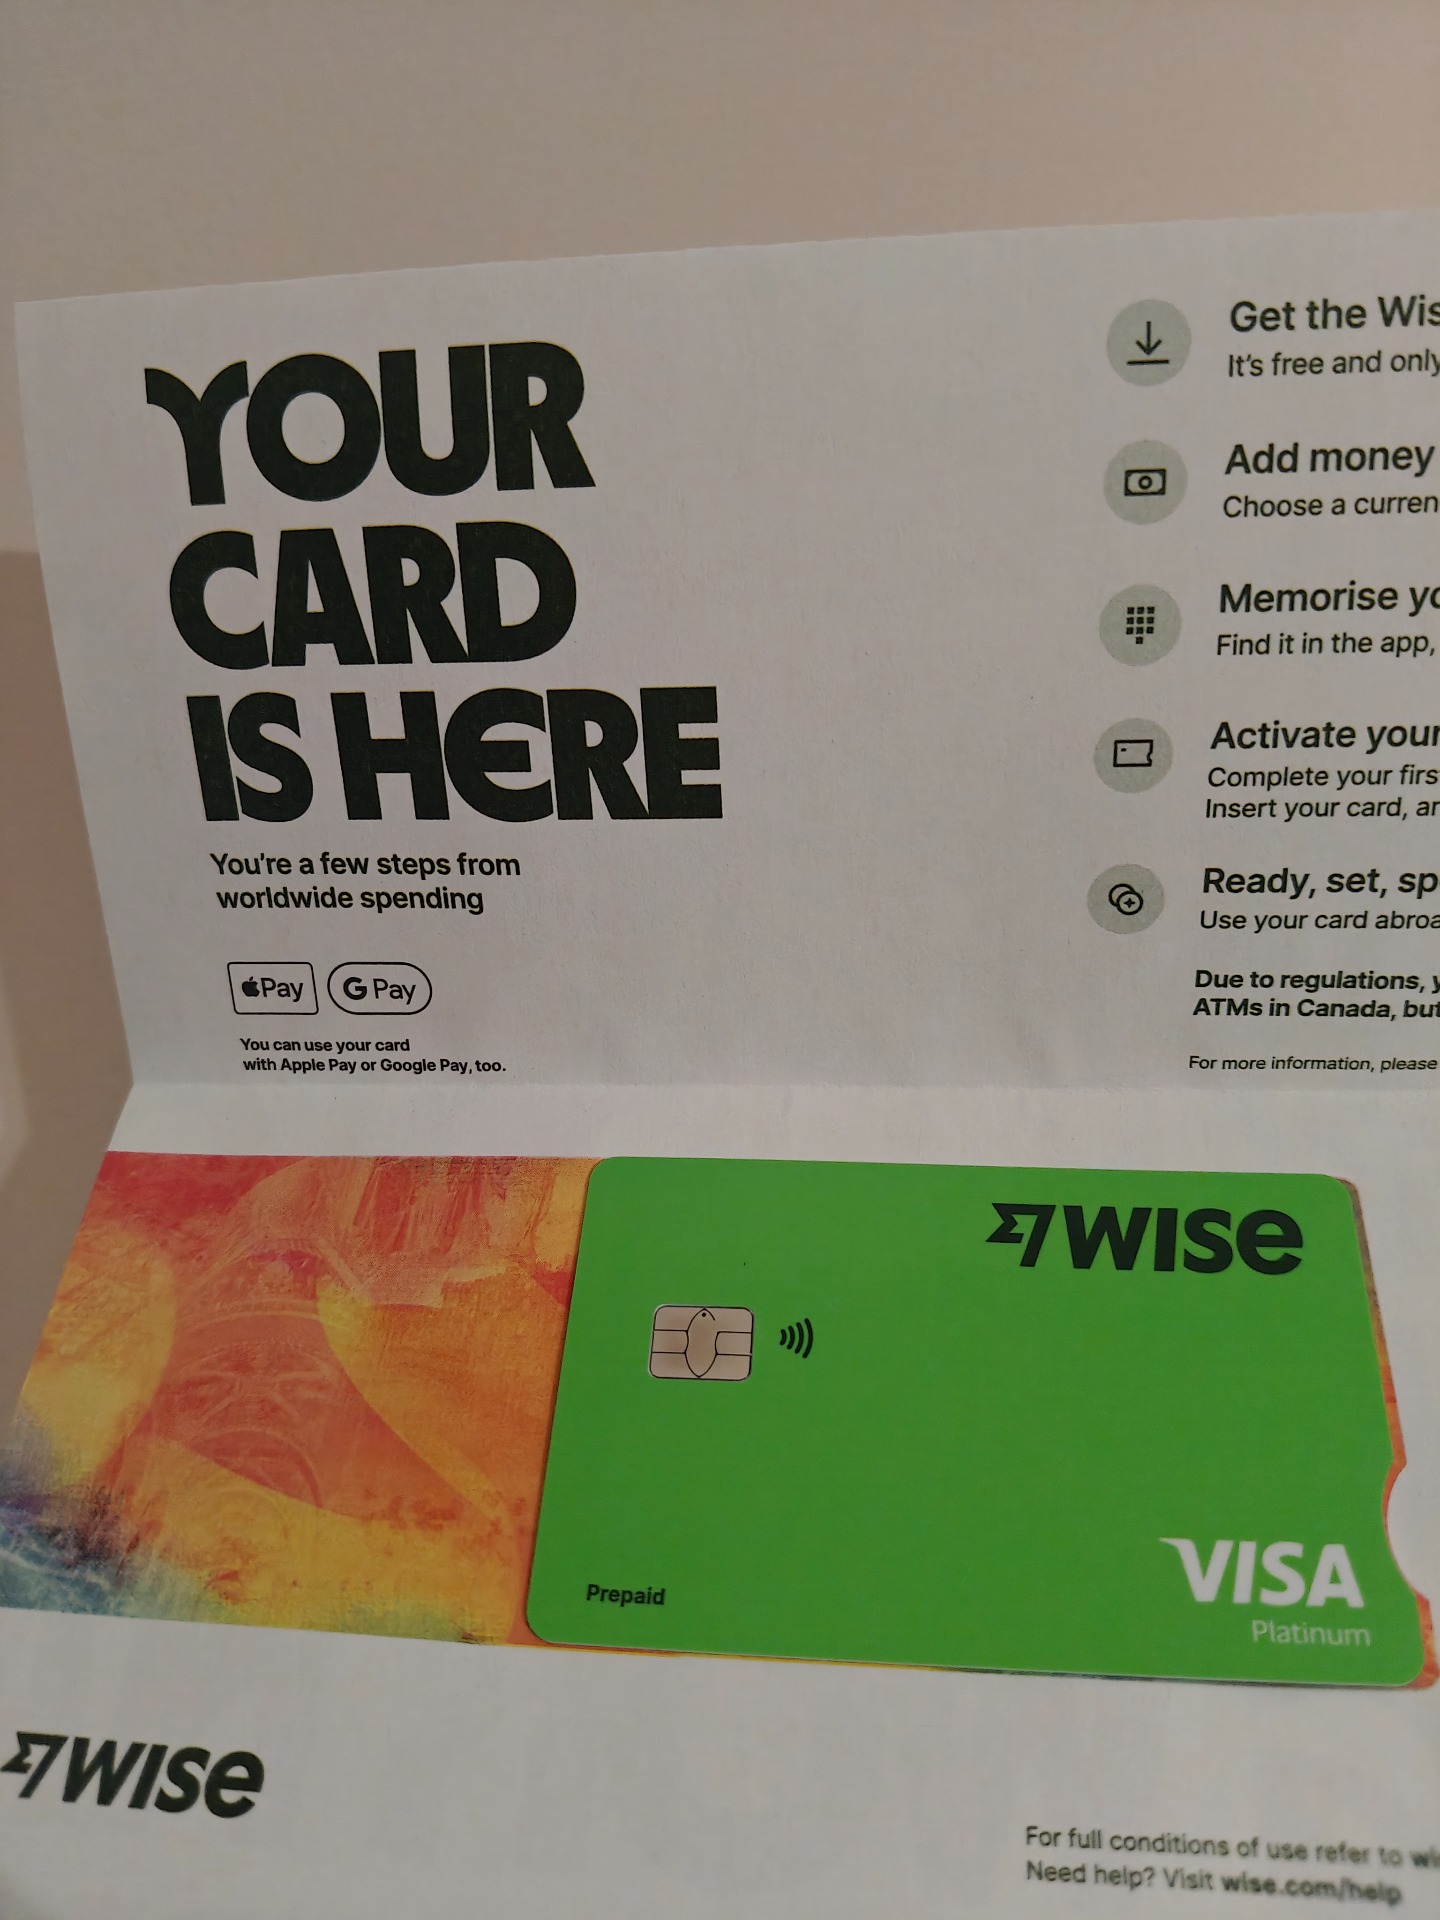 YOUR
CARD
IS HERE
You're a few steps from
worldwide spending
Pay
G Pay
You can use your card
with Apple Pay or Google Pay, too.
Get the
It's free and only
Add money
Choose a
Memorise
Find it in the app,
Activate your
Complete your
Insert your card,
Ready, set,
Use your card
Due to regulations,
ATMs in Canada, but
For more information, please
WISE
Prepaid
VISA
Platinum
WISE
For full conditions of use refer to
Need help? Visit wise.com/help